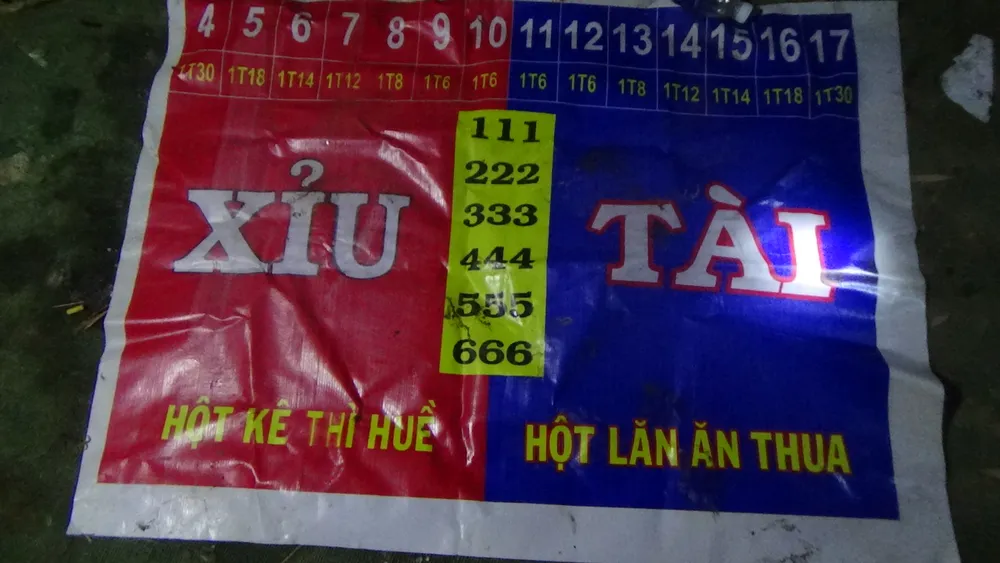 4 5 6 7 8 9 10 11 12 13 14 15 16 17
1T30 1T18 1T14 1T12 1T8 1T6 1T6 1T6 1T6 1T8 1T12 1T14 1T18 1T30
111
222
333
444
555
666
XỈU
TÀI
HỘT KÊ THÌ HUỀ
HỘT LĂN ĂN THUA